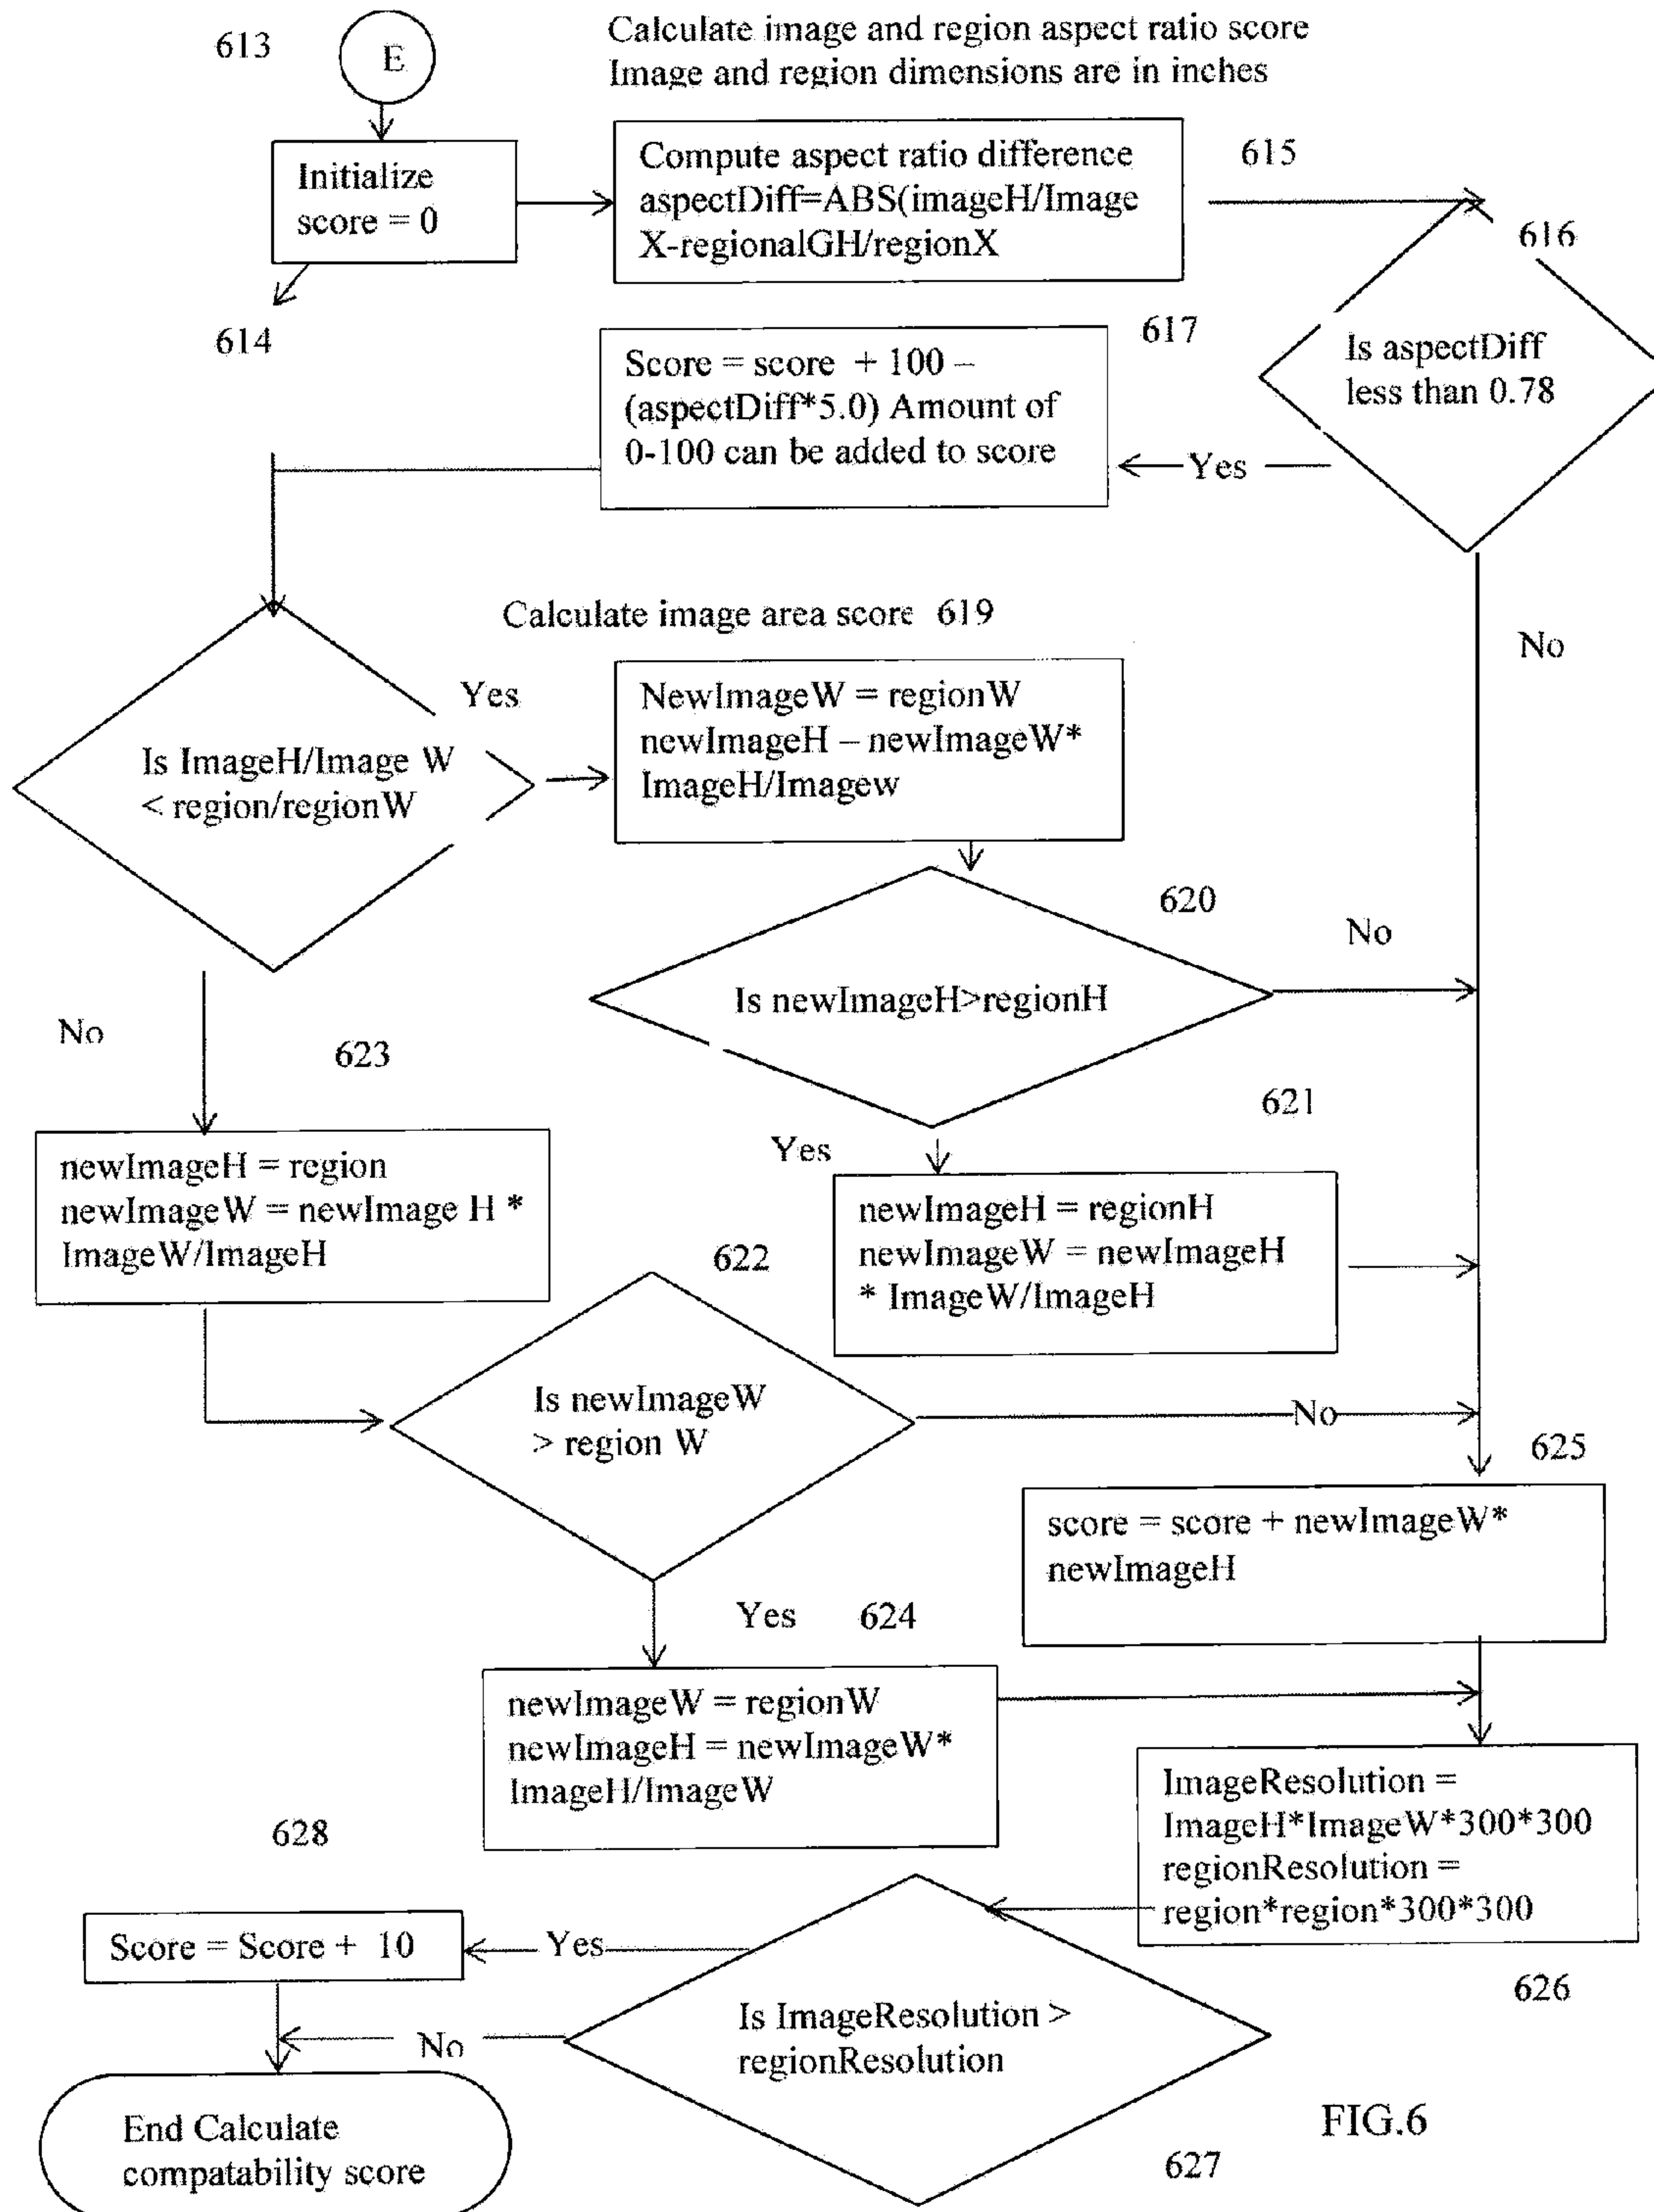 613
E
Calculate image and region aspect ratio score
Image and region dimensions are in inches
Initialize
score = 0
Compute aspect ratio difference
aspectDiff=ABS(imageH/Image
X-regionalGH/regionX
615
616
614
617
Score = score + 100 –
(aspectDiff*5.0) Amount of
0-100 can be added to score
Is aspectDiff
less than 0.78
Yes
No
Calculate image area score 619
Yes
Is ImageH/Image W
< region/regionW
NewImageW = regionW
newImageH – newImageW*
ImageH/Imagew
620
No
Is newImageH>regionH
No
623
621
Yes
newImageH = region
newImageW = newImage H *
ImageW/ImageH
newImageH = regionH
newImageW = newImageH
* ImageW/ImageH
622
Is newImageW
> region W
No
625
score = score + newImageW*
newImageH
Yes 624
newImageW = regionW
newImageH = newImageW*
ImageH/ImageW
ImageResolution =
ImageH*ImageW*300*300
regionResolution =
region*region*300*300
628
Score = Score + 10
Yes
626
Is ImageResolution >
regionResolution
No
End Calculate
compatability score
FIG.6
627